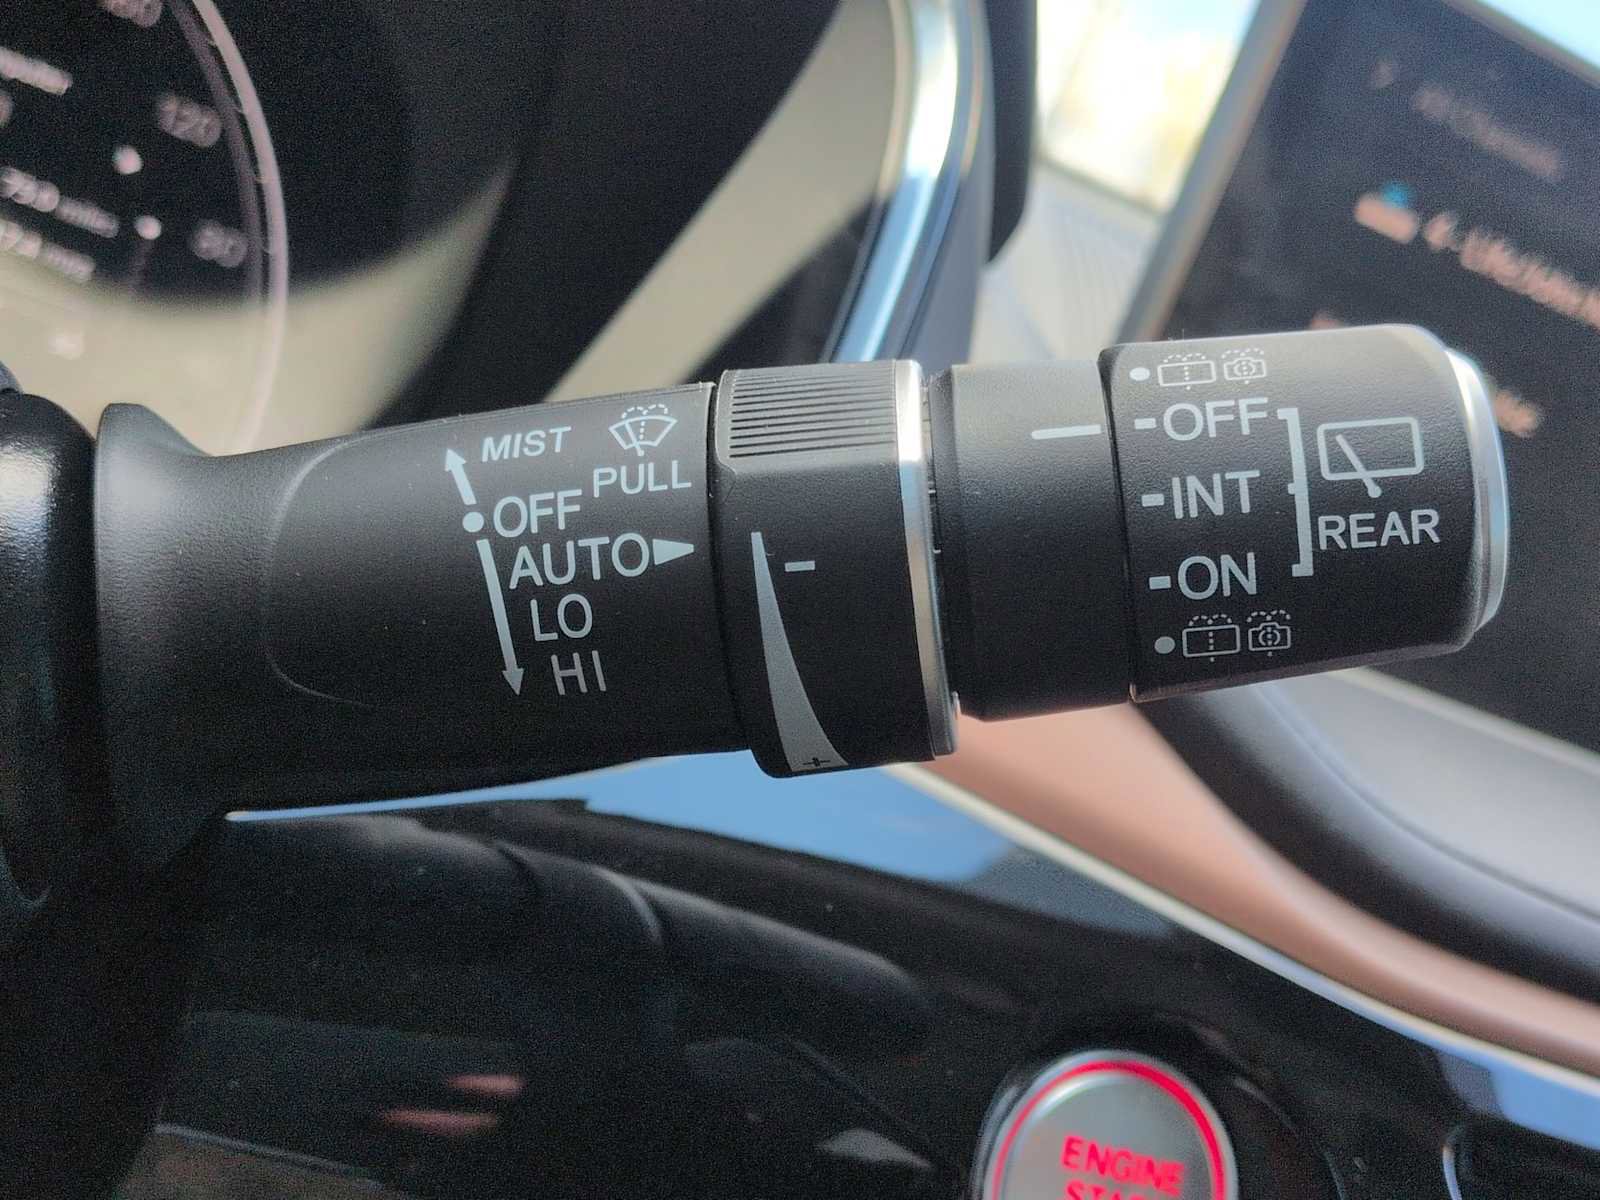 120
MIST
PULL
OFF
AUTO
LO
HI
-
+
OFF
INT
ON
REAR
ENGINE